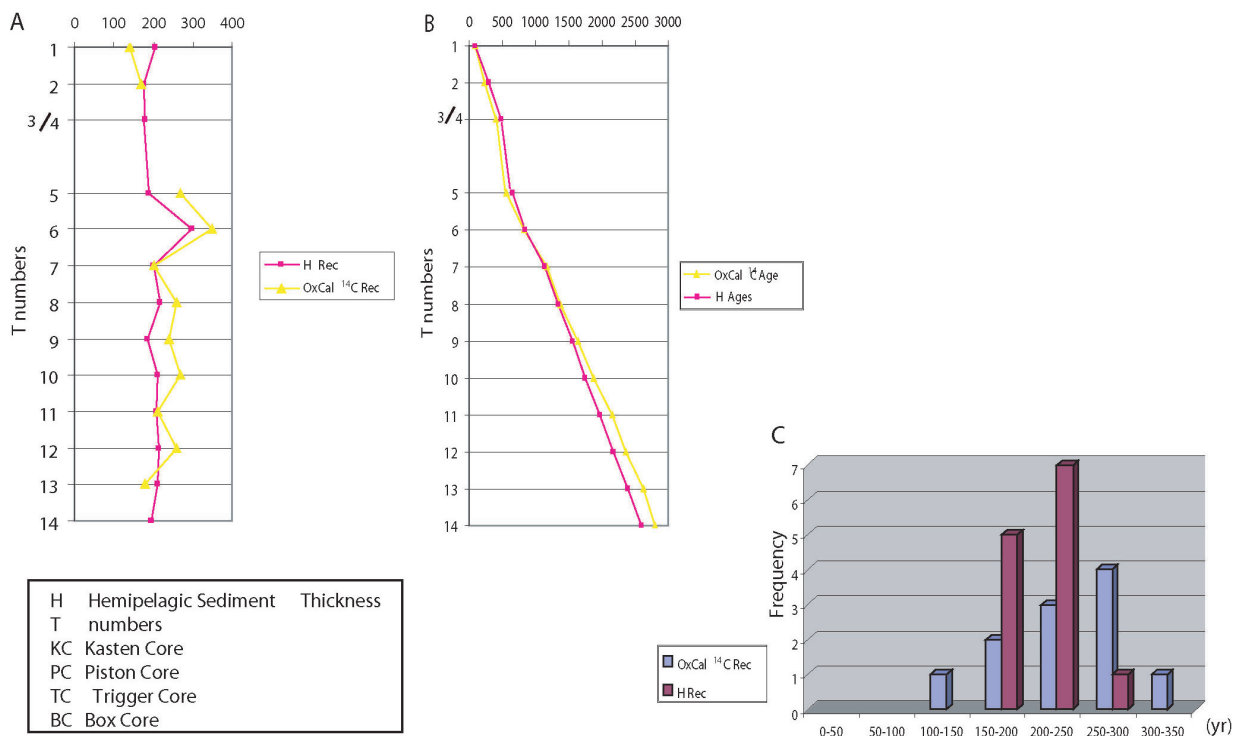 A
0 100 200 300 400
1
2
3/4
5
6
7
8
9
10
11
12
13
14
T numbers
H Rec
OxCal ¹⁴C Rec
B
0 500 1000 1500 2000 2500 3000
1
2
3/4
5
6
7
8
9
10
11
12
13
14
T numbers
OxCal ¹⁴C Age
H Ages
H Hemipelagic Sediment Thickness
T numbers
KC Kasten Core
PC Piston Core
TC Trigger Core
BC Box Core
C
7
6
5
4
3
2
1
0
Frequency
0-50 50-100 100-150 150-200 200-250 250-300 300-350 (yr)
OxCal ¹⁴C Rec
H Rec